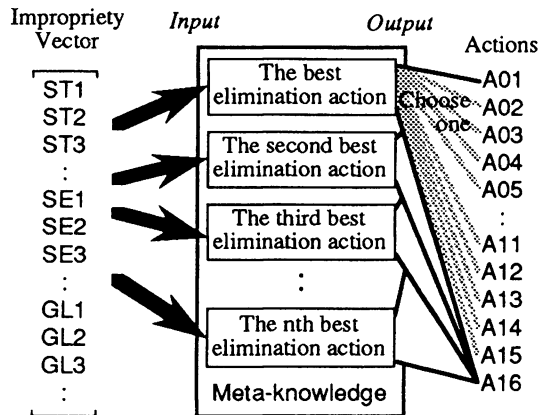 Impropriety
Vector
ST1
ST2
ST3
:
SE1
SE2
SE3
:
GL1
GL2
GL3
:
Input
Output
The best
elimination action
The second best
elimination action
The third best
elimination action
:
The nth best
elimination action
Meta-knowledge
Choose
one
Actions
A01
A02
A03
A04
A05
:
A11
A12
A13
A14
A15
A16